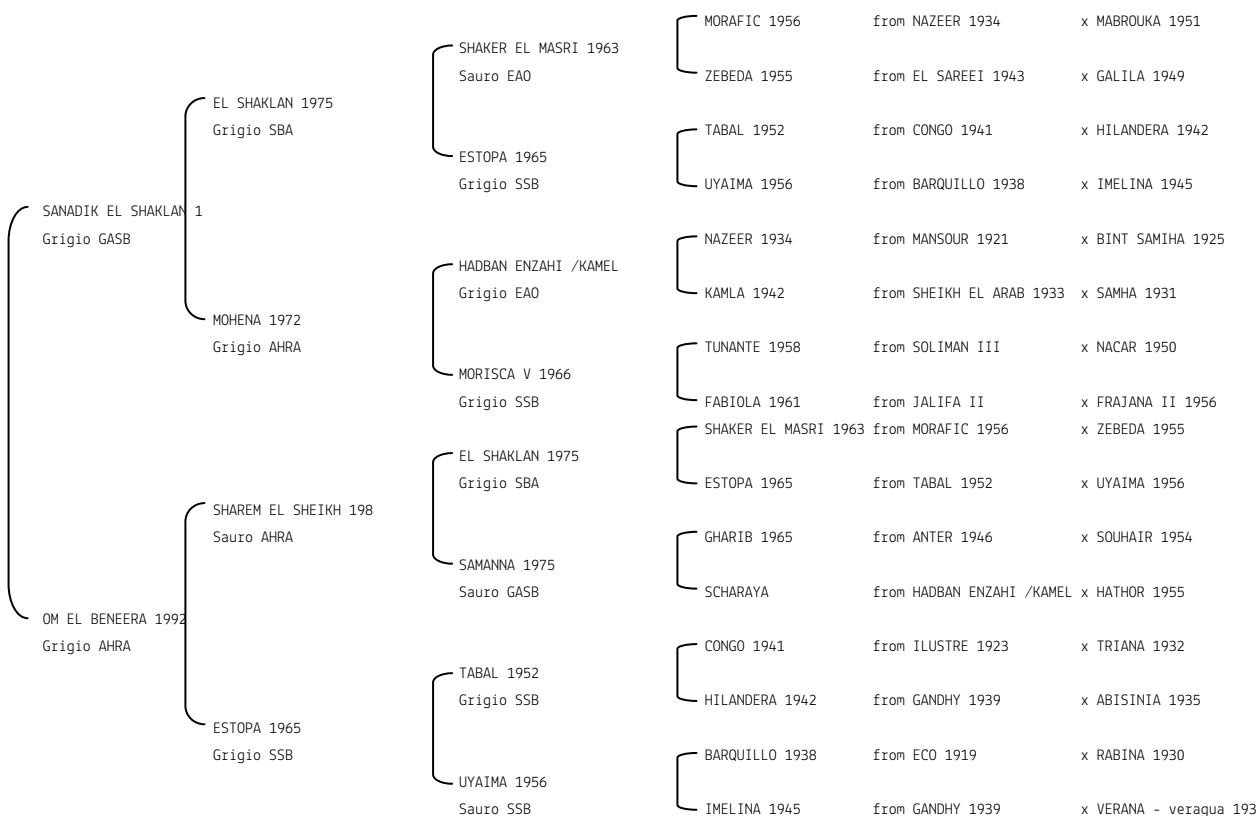 MORAFIC 1956 from NAZEER 1934 x MABROUKA 1951
SHAKER EL MASRI 1963
Sauro EAO
ZEBEDA 1955 from EL SAREEI 1943 x GALILA 1949
EL SHAKLAN 1975
Grigio SBA
TABAL 1952 from CONGO 1941 x HILANDERA 1942
ESTOPA 1965
Grigio SSB
UYAIMA 1956 from BARQUILLO 1938 x IMELINA 1945
SANADIK EL SHAKLAN 1
Grigio GASB
NAZEER 1934 from MANSOUR 1921 x BINT SAMIHA 1925
HADBAN ENZAHI /KAMEL
Grigio EAO
KAMLA 1942 from SHEIKH EL ARAB 1933 x SAMHA 1931
MOHENA 1972
Grigio AHRA
TUNANTE 1958 from SOLIMAN III x NACAR 1950
MORISCA V 1966
Grigio SSB
FABIOLA 1961 from JALIFA II x FRAJANA II 1956
SHAKER EL MASRI 1963 from MORAFIC 1956 x ZEBEDA 1955
EL SHAKLAN 1975
Grigio SBA
ESTOPA 1965 from TABAL 1952 x UYAIMA 1956
SHAREM EL SHEIKH 198
Sauro AHRA
GHARIB 1965 from ANTER 1946 x SOUHAIR 1954
SAMANNA 1975
Sauro GASB
SCHARAYA from HADBAN ENZAHI /KAMEL x HATHOR 1955
OM EL BENEERA 1992
Grigio AHRA
CONGO 1941 from ILUSTRE 1923 x TRIANA 1932
TABAL 1952
Grigio SSB
HILANDERA 1942 from GANDHY 1939 x ABISINIA 1935
ESTOPA 1965
Grigio SSB
BARQUILLO 1938 from ECO 1919 x RABINA 1930
UYAIMA 1956
Sauro SSB
IMELINA 1945 from GANDHY 1939 x VERANA - veragua 193